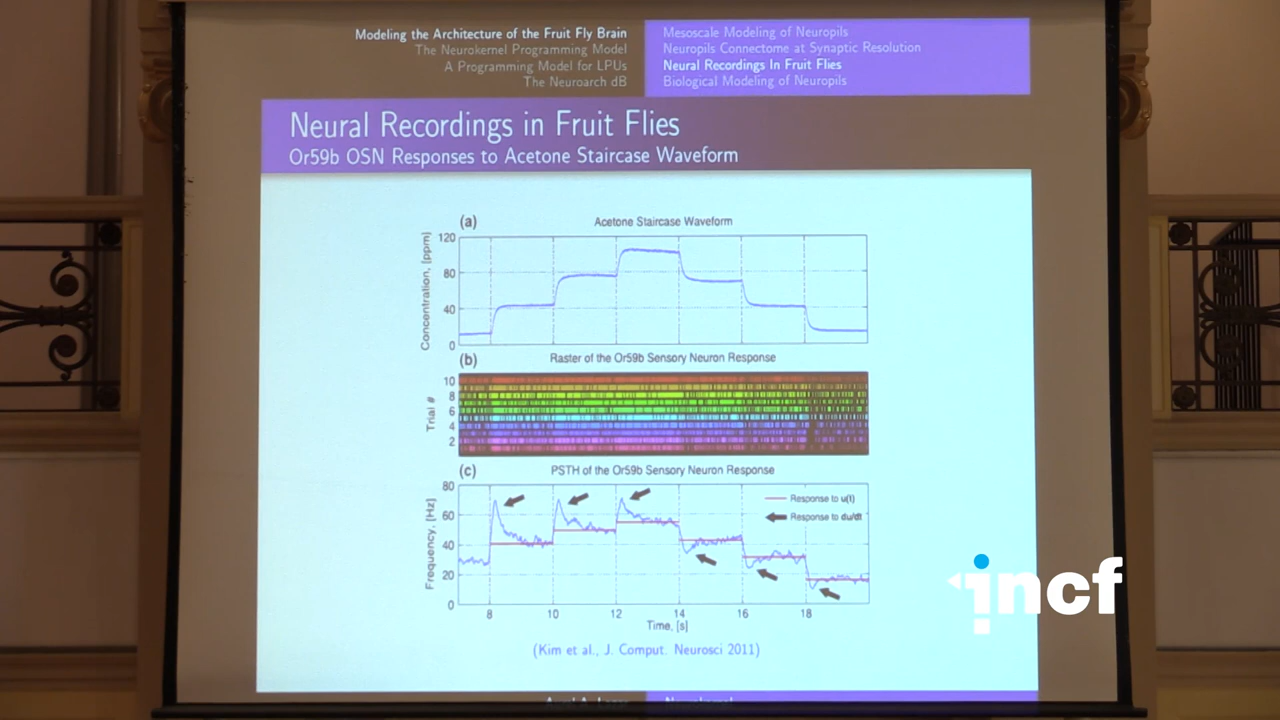 Modeling the Architecture of the Fruit Fly Brain
The Neurokernel Programming Model
A Programming Model for LPUs
The Neuroarch dB
Mesoscale Modeling of Neuropils
Neuropils Connectome at Synaptic Resolution
Neural Recordings In Fruit Flies
Biological Modeling of Neuropils
Neural Recordings in Fruit Flies
Or59b OSN Responses to Acetone Staircase Waveform
(a)
Acetone Staircase Waveform
Concentration, [ppm]
120
80
40
0
(b)
Raster of the Or59b Sensory Neuron Response
Trial #
10
8
6
4
2
(c)
PSTH of the Or59b Sensory Neuron Response
Frequency, [Hz]
80
60
40
20
0
Response to u(t)
Response to du/dt
8 10 12 14 16 18
Time, [s]
(Kim et al., J. Comput. Neurosci 2011)
incf